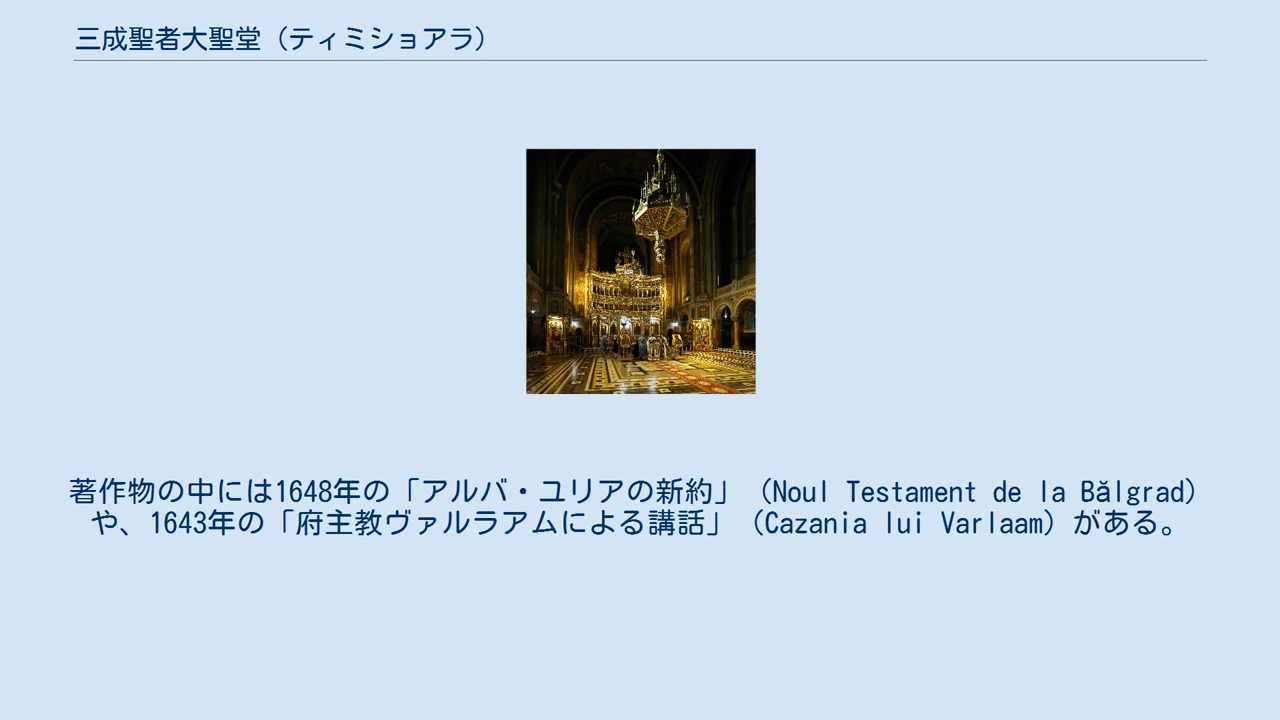 三成聖者大聖堂（ティミショアラ）
著作物の中には1648年の「アルバ・ユリアの新約」（Noul Testament de la Bălgrad）
や、1643年の「府主教ヴァルラアムによる講話」（Cazania lui Varlaam）がある。